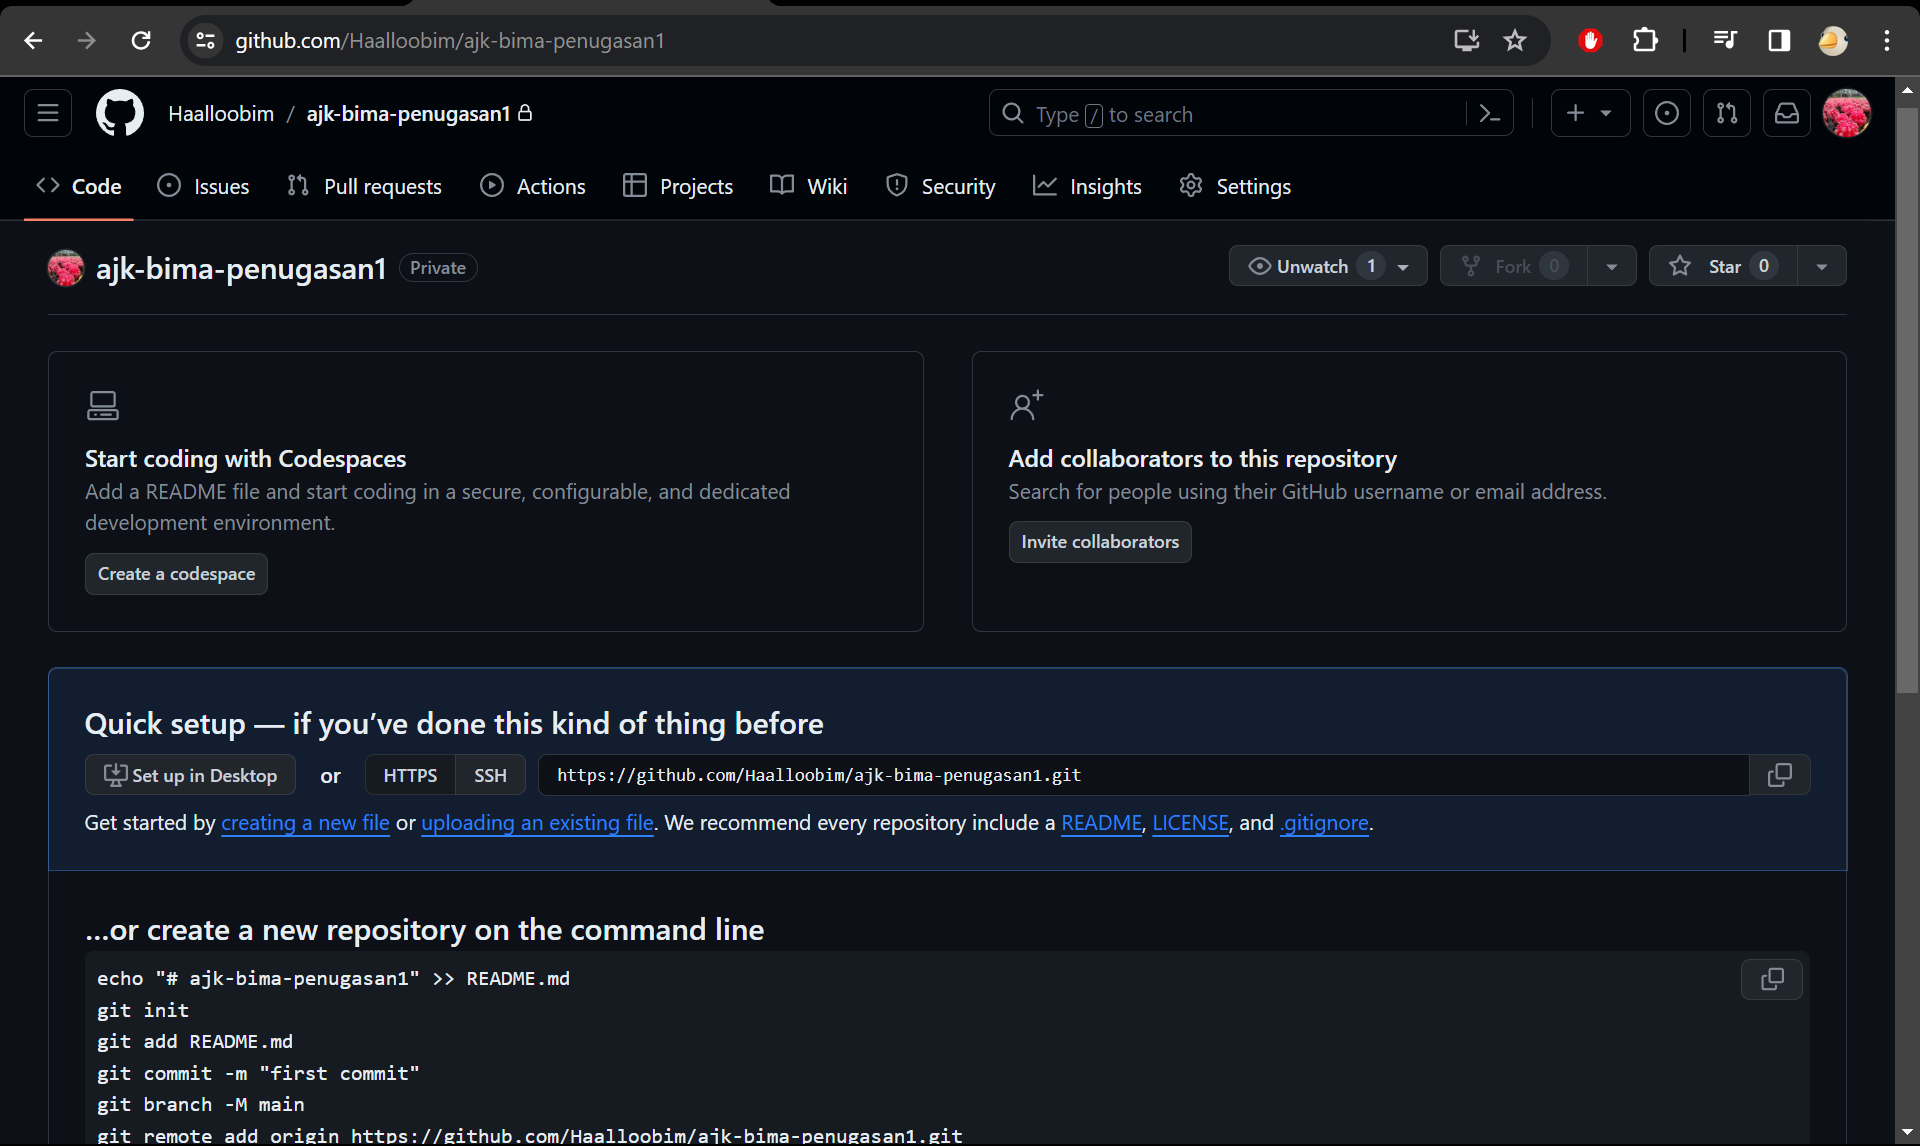 github.com/Haalloobim/ajk-bima-penugasan1
Haalloobim / ajk-bima-penugasan1
Type / to search
Code Issues Pull requests Actions Projects Wiki Security Insights Settings
ajk-bima-penugasan1 Private
Unwatch 1 Fork 0 Star 0
Start coding with Codespaces
Add a README file and start coding in a secure, configurable, and dedicated
development environment.
Create a codespace
Add collaborators to this repository
Search for people using their GitHub username or email address.
Invite collaborators
Quick setup — if you’ve done this kind of thing before
Set up in Desktop or HTTPS SSH https://github.com/Haalloobim/ajk-bima-penugasan1.git
Get started by creating a new file or uploading an existing file. We recommend every repository include a README, LICENSE, and .gitignore.
…or create a new repository on the command line
echo "# ajk-bima-penugasan1" >> README.md
git init
git add README.md
git commit -m "first commit"
git branch -M main
git remote add origin https://github.com/Haalloobim/ajk-bima-penugasan1.git